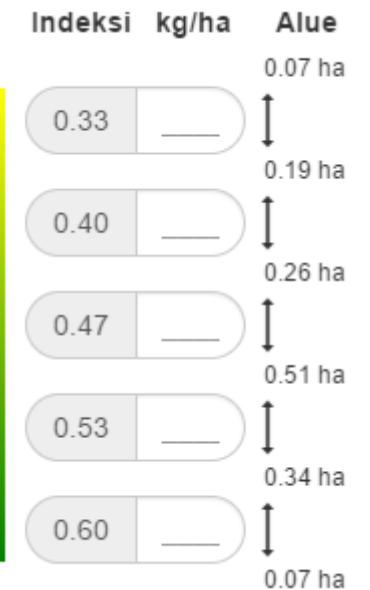 Indeksi kg/ha Alue
0.07 ha
0.33 ____
0.19 ha
0.40 ____
0.26 ha
0.47 ____
0.51 ha
0.53 ____
0.34 ha
0.60 ____
0.07 ha